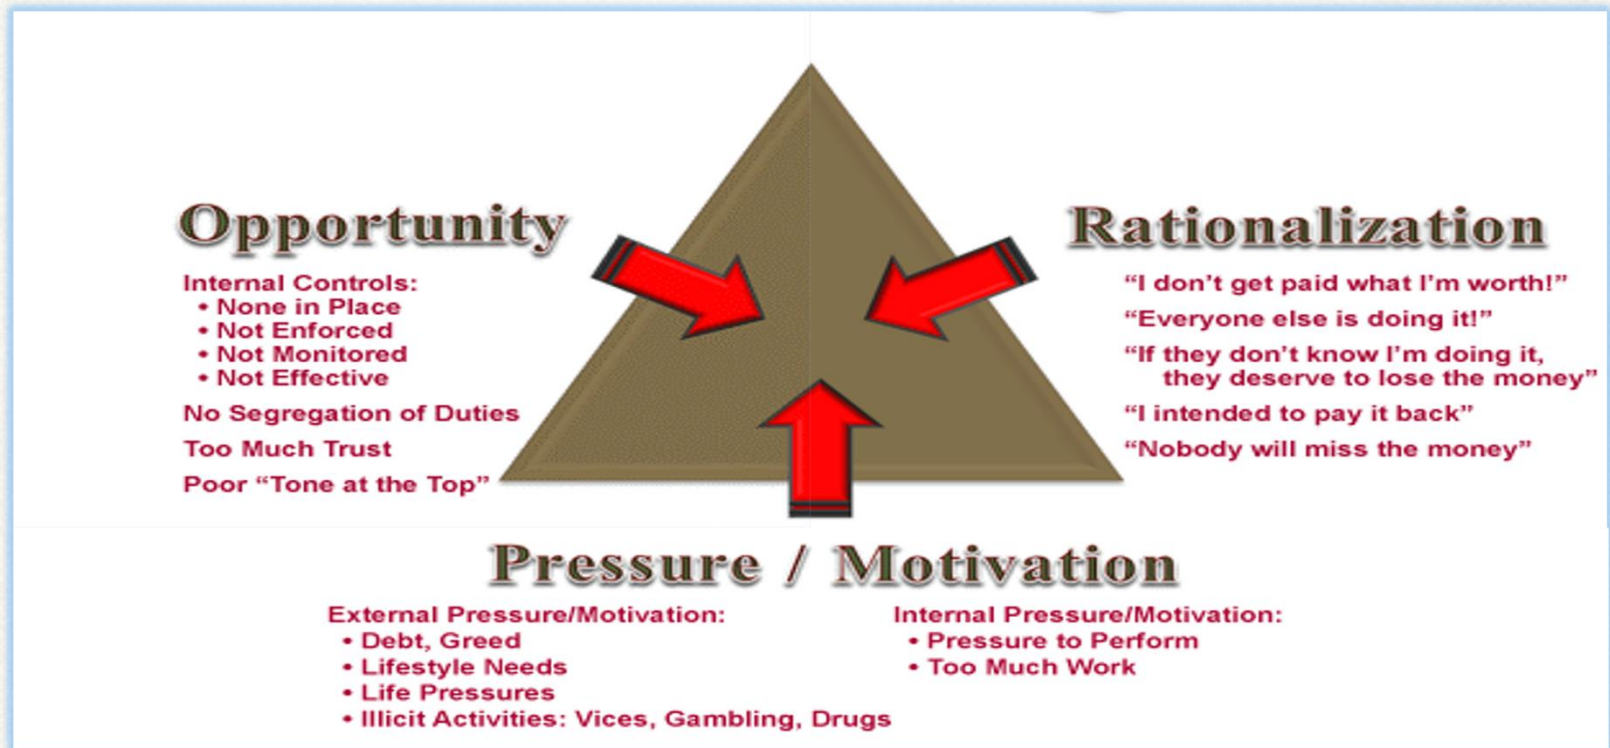 Opportunity
Internal Controls:
• None in Place
• Not Enforced
• Not Monitored
• Not Effective
No Segregation of Duties
Too Much Trust
Poor “Tone at the Top”
Rationalization
“I don’t get paid what I’m worth!”
“Everyone else is doing it!”
“If they don’t know I’m doing it,
they deserve to lose the money”
“I intended to pay it back”
“Nobody will miss the money”
Pressure / Motivation
External Pressure/Motivation:
• Debt, Greed
• Lifestyle Needs
• Life Pressures
• Illicit Activities: Vices, Gambling, Drugs
Internal Pressure/Motivation:
• Pressure to Perform
• Too Much Work